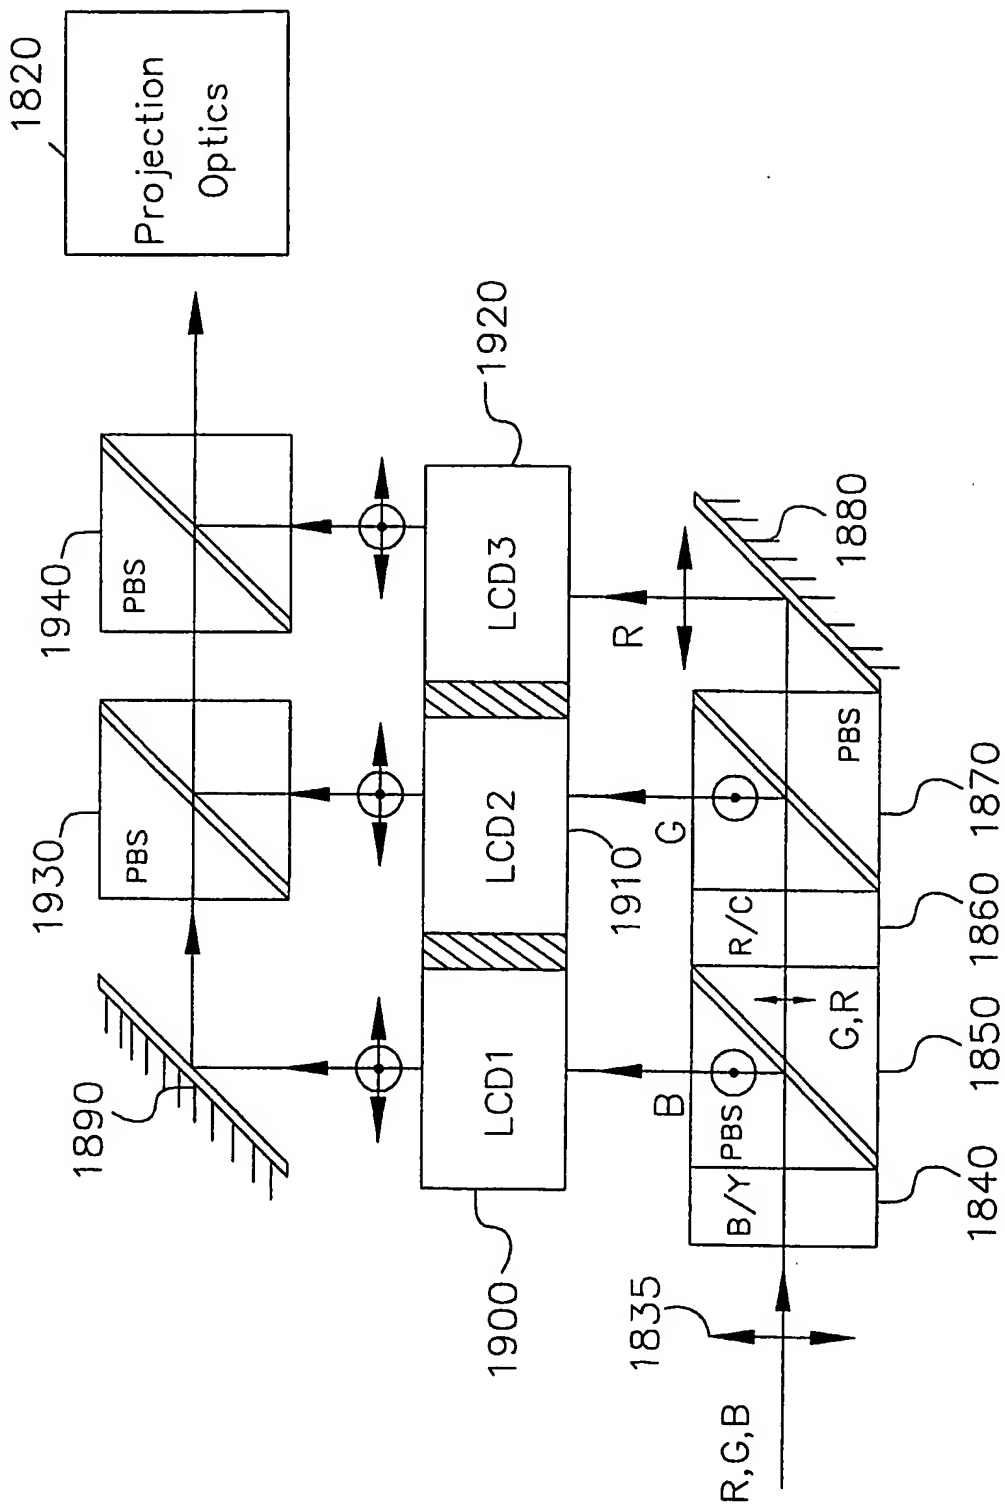 1820
1940
1930
1890
Projection
Optics
PBS
PBS
LCD1
LCD2
LCD3
1920
1900
1910
R
B
G
1835
R,G,B
B/Y
PBS
R/C
G,R
PBS
1880
1840
1850
1860
1870